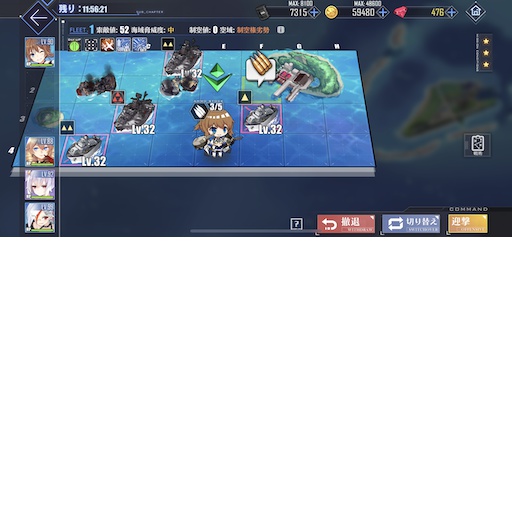 残り：11:56:21
MAX: 8100
7315
MAX: 48600
59480
476
FLEET 1 索敵値: 52 海域脅威度: 中 制空値: 0 空域: 制空権劣勢
E F G H
2
3
4
3/5
Lv.32
Lv.32
Lv.32
Lv.32
?
COMMAND
撤退
WITHDRAW
切り替え
SWITCHOVER
迎撃